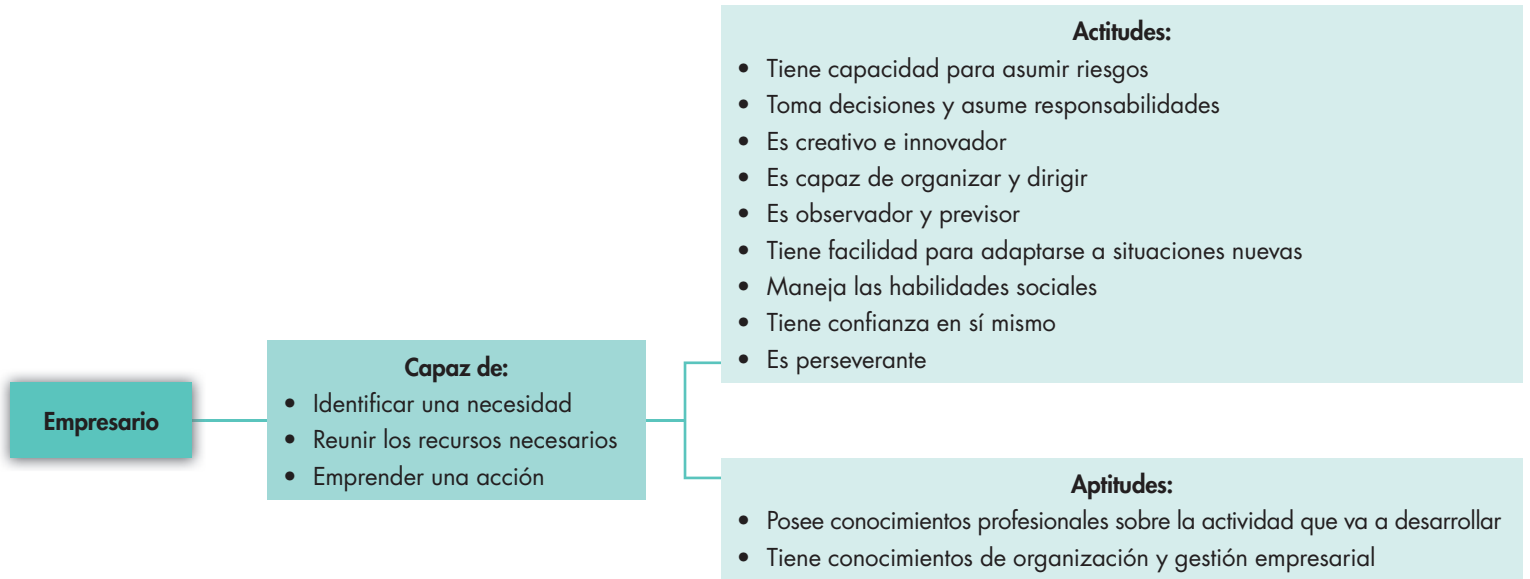 Empresario
Capaz de:
• Identificar una necesidad
• Reunir los recursos necesarios
• Emprender una acción
Actitudes:
• Tiene capacidad para asumir riesgos
• Toma decisiones y asume responsabilidades
• Es creativo e innovador
• Es capaz de organizar y dirigir
• Es observador y previsor
• Tiene facilidad para adaptarse a situaciones nuevas
• Maneja las habilidades sociales
• Tiene confianza en sí mismo
• Es perseverante
Aptitudes:
• Posee conocimientos profesionales sobre la actividad que va a desarrollar
• Tiene conocimientos de organización y gestión empresarial